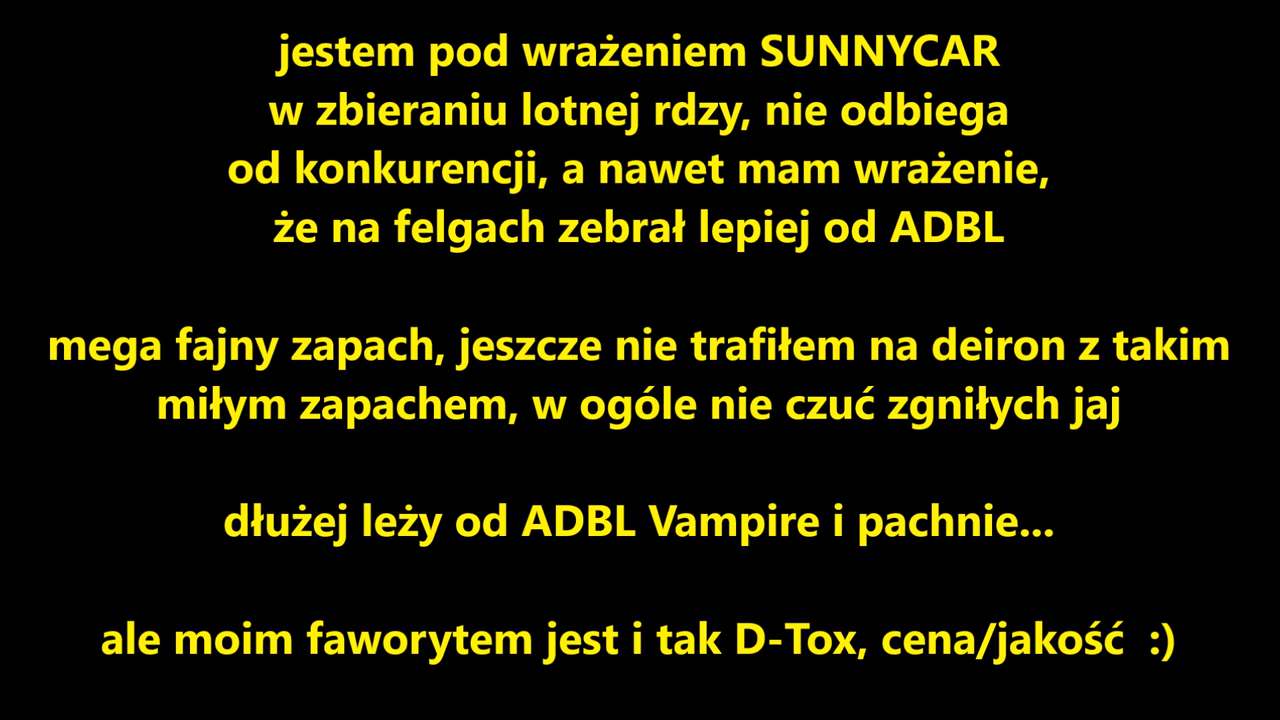 jestem pod wrażeniem SUNNYCAR
w zbieraniu lotnej rdzy, nie odbiega
od konkurencji, a nawet mam wrażenie,
że na felgach zebrał lepiej od ADBL
mega fajny zapach, jeszcze nie trafiłem na deiron z takim
miłym zapachem, w ogóle nie czuć zgniłych jaj
dłużej leży od ADBL Vampire i pachnie...
ale moim faworytem jest i tak D-Tox, cena/jakość  :)